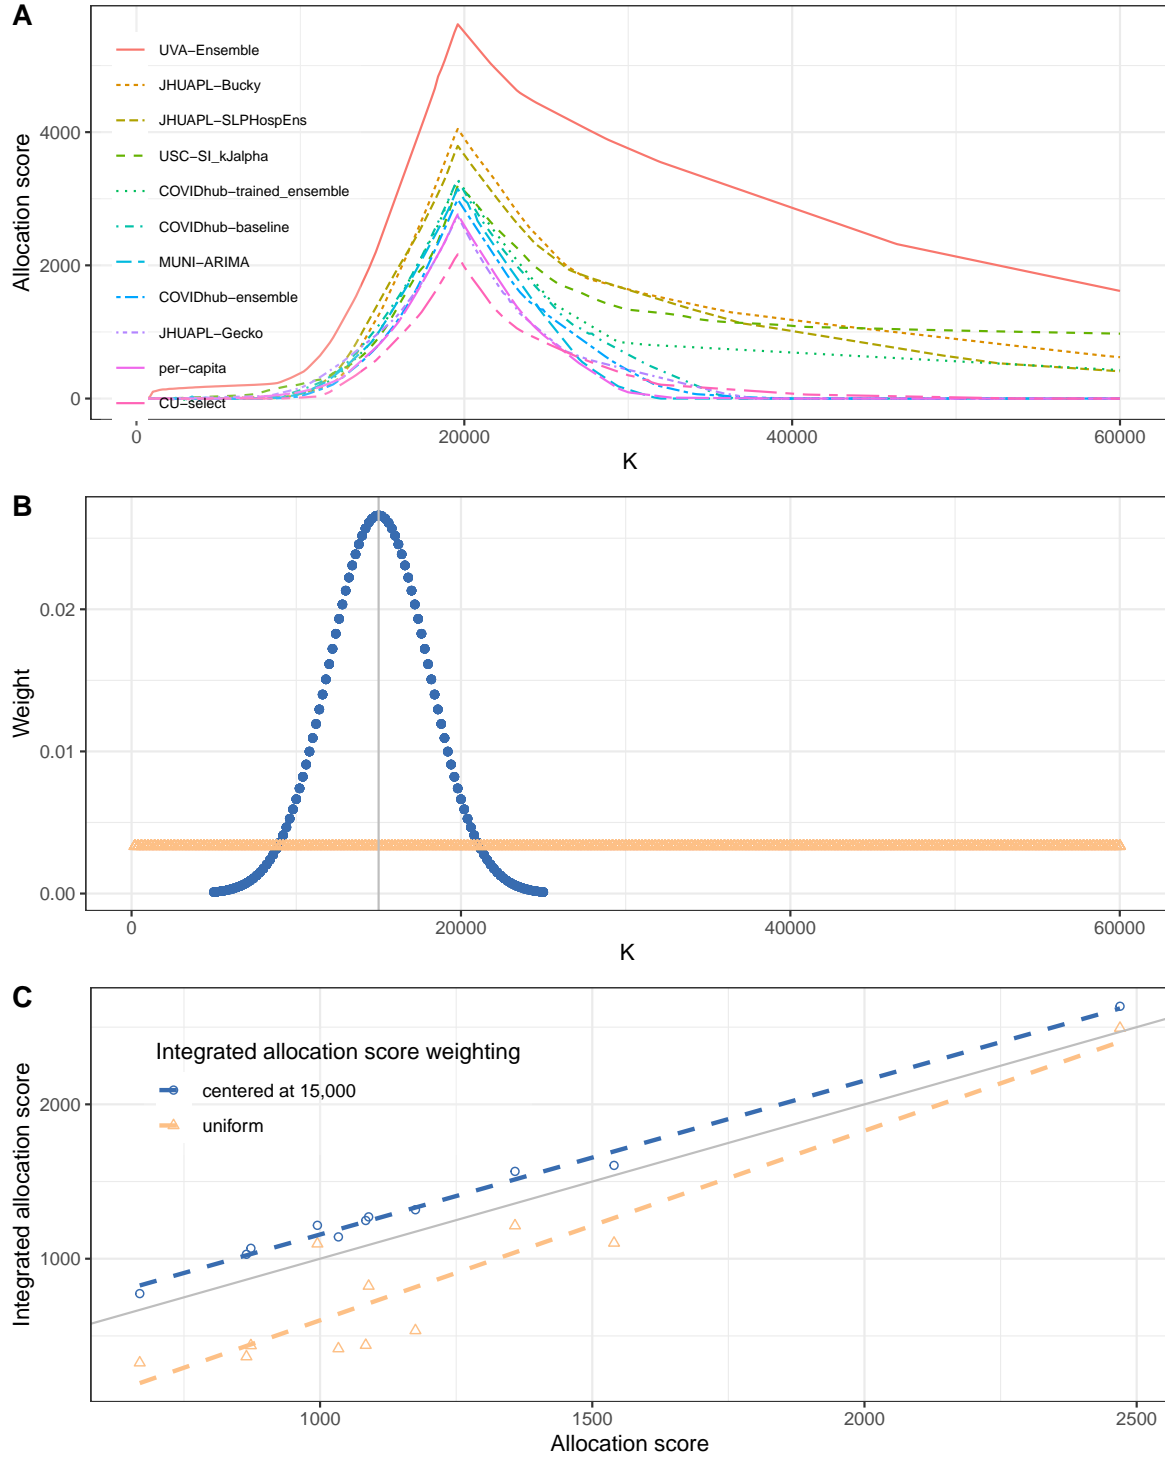 A
UVA−Ensemble
JHUAPL−Bucky
JHUAPL−SLPHospEns
USC−SI_kJalpha
COVIDhub−trained_ensemble
COVIDhub−baseline
MUNI−ARIMA
COVIDhub−ensemble
JHUAPL−Gecko
per−capita
CU−select
Allocation score
4000
2000
0
0 20000 40000 60000
K
B
Weight
0.02
0.01
0.00
0 20000 40000 60000
K
C
Integrated allocation score weighting
centered at 15,000
uniform
Integrated allocation score
2000
1000
1000 1500 2000 2500
Allocation score